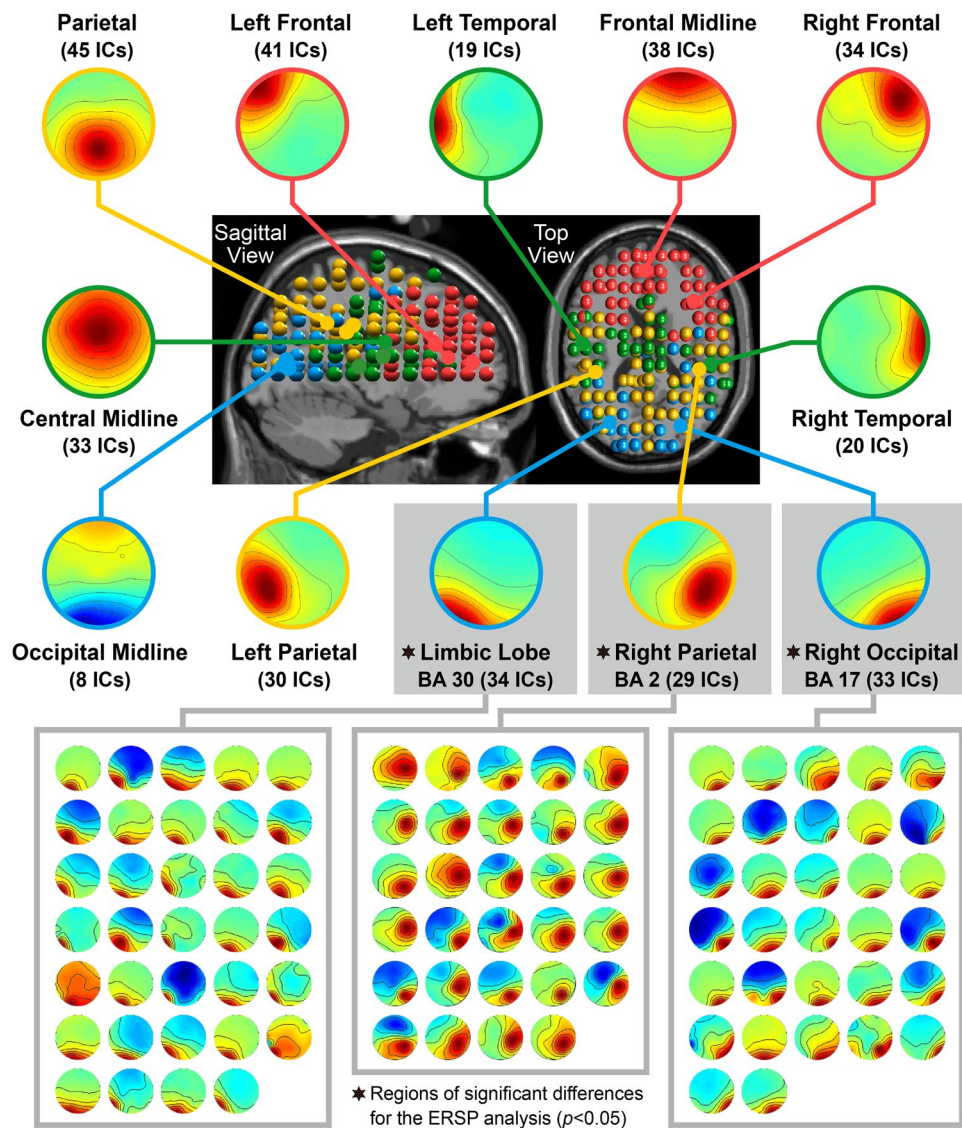 Parietal
(45 ICs)
Left Frontal
(41 ICs)
Left Temporal
(19 ICs)
Frontal Midline
(38 ICs)
Right Frontal
(34 ICs)
Sagittal
View
Top
View
Central Midline
(33 ICs)
Right Temporal
(20 ICs)
Occipital Midline
(8 ICs)
Left Parietal
(30 ICs)
✶ Limbic Lobe
BA 30 (34 ICs)
✶ Right Parietal
BA 2 (29 ICs)
✶ Right Occipital
BA 17 (33 ICs)
✶ Regions of significant differences
for the ERSP analysis (p<0.05)